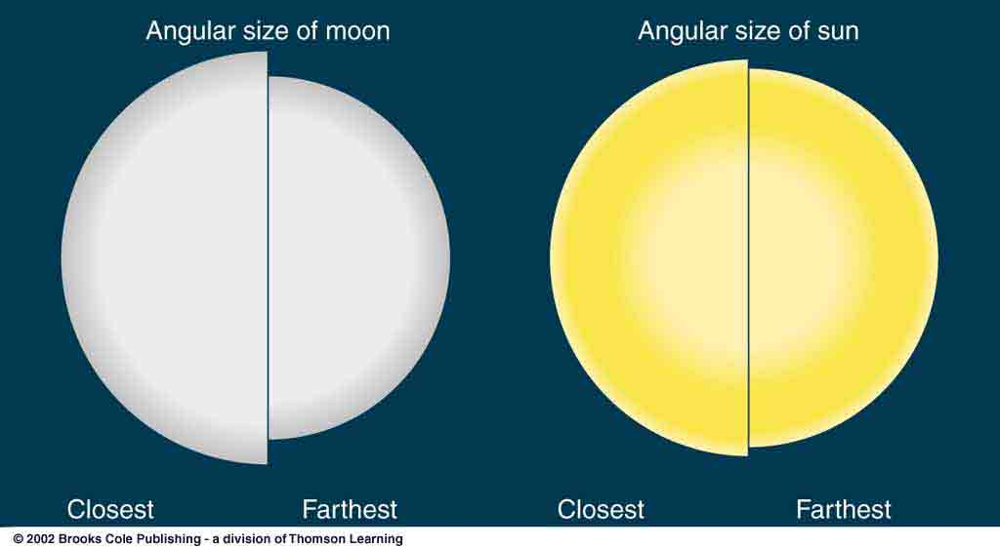 Angular size of moon
Angular size of sun
Closest
Farthest
Closest
Farthest
© 2002 Brooks Cole Publishing - a division of Thomson Learning